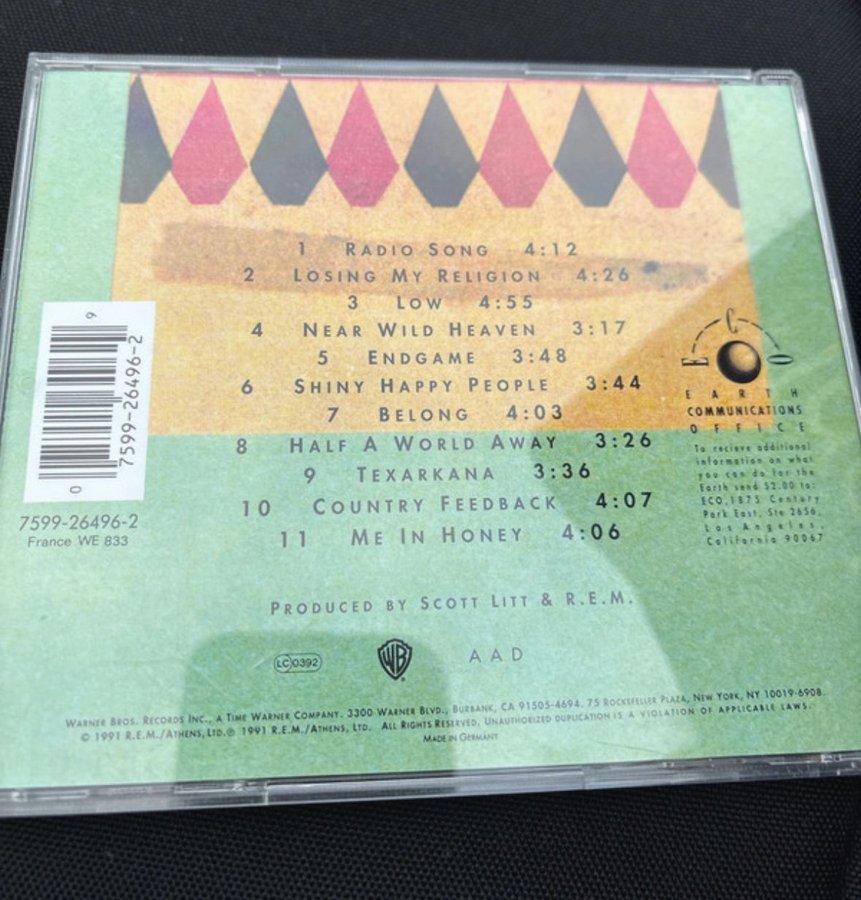 1 RADIO SONG 4:12
2 LOSING MY RELIGION 4:26
3 LOW 4:55
4 NEAR WILD HEAVEN 3:17
5 ENDGAME 3:48
6 SHINY HAPPY PEOPLE 3:44
7 BELONG 4:03
8 HALF A WORLD AWAY 3:26
9 TEXARKANA 3:36
10 COUNTRY FEEDBACK 4:07
11 ME IN HONEY 4:06
9
7599-26496-2
0
7599-26496-2
France WE 833
E C O
EARTH
COMMUNICATIONS
OFFICE
To recieve additional
information on what
you can do for the
Earth send $2.00 to:
ECO, 1875 Century
Park East, Ste 2656,
Los Angeles,
California 90067
PRODUCED BY SCOTT LITT & R.E.M.
LC 0392
WB
AAD
WARNER BROS. RECORDS INC., A TIME WARNER COMPANY. 3300 WARNER BLVD., BURBANK, CA 91505-4694. 75 ROCKEFELLER PLAZA, NEW YORK, NY 10019-6908.
© 1991 R.E.M./ATHENS, LTD. ℗ 1991 R.E.M./ATHENS, LTD. ALL RIGHTS RESERVED. UNAUTHORIZED DUPLICATION IS A VIOLATION OF APPLICABLE LAWS.
MADE IN GERMANY